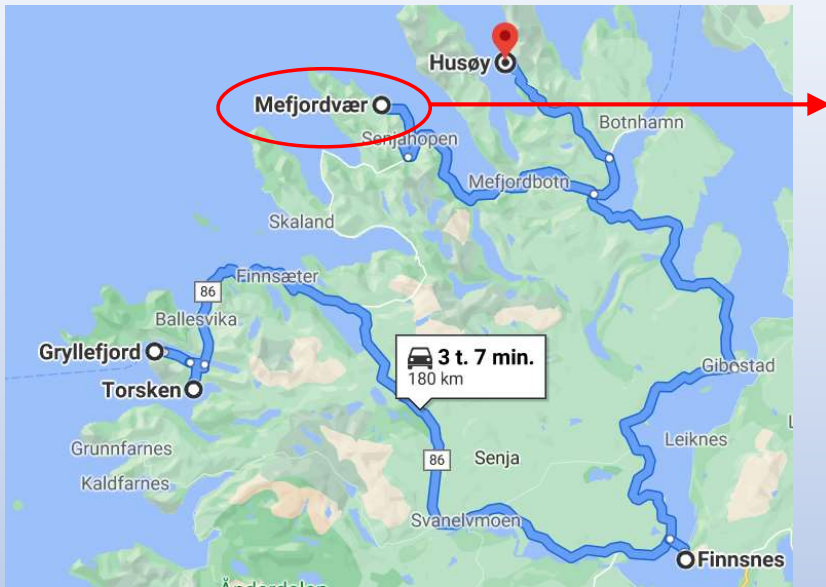 Husøy
Mefjordvær
Botnhamn
Senjahopen
Mefjordbotn
Skaland
Finnsæter
86
Ballesvika
3 t. 7 min.
180 km
Gryllefjord
Gibostad
Torsken
Leiknes
Grunnfarnes
86
Senja
Kaldfarnes
Svanelvmoen
Finnsnes